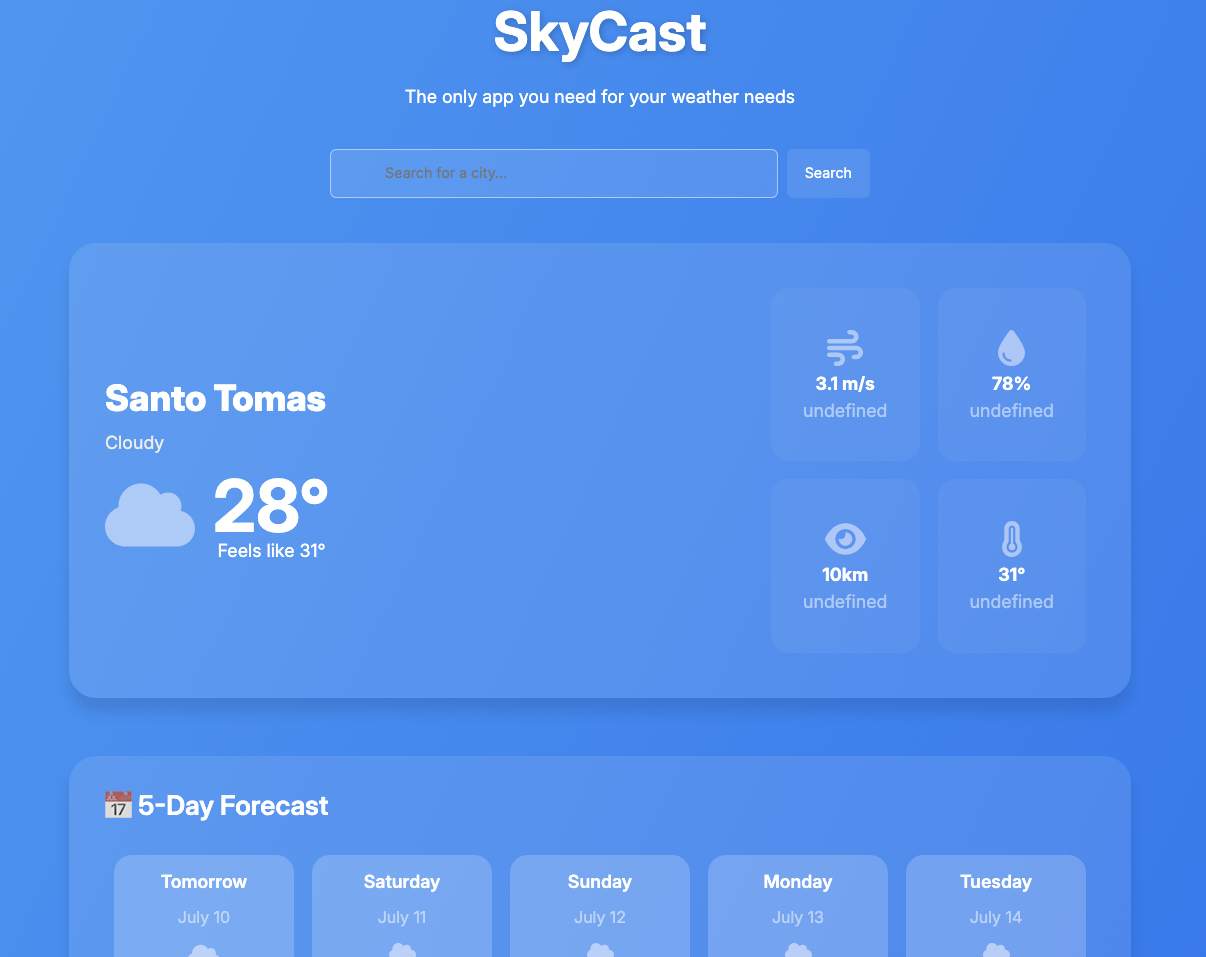 SkyCast
The only app you need for your weather needs
Search for a city...
Search
Santo Tomas
Cloudy
28°
Feels like 31°
3.1 m/s
undefined
78%
undefined
10km
undefined
31°
undefined
17
5-Day Forecast
Tomorrow
July 10
Saturday
July 11
Sunday
July 12
Monday
July 13
Tuesday
July 14